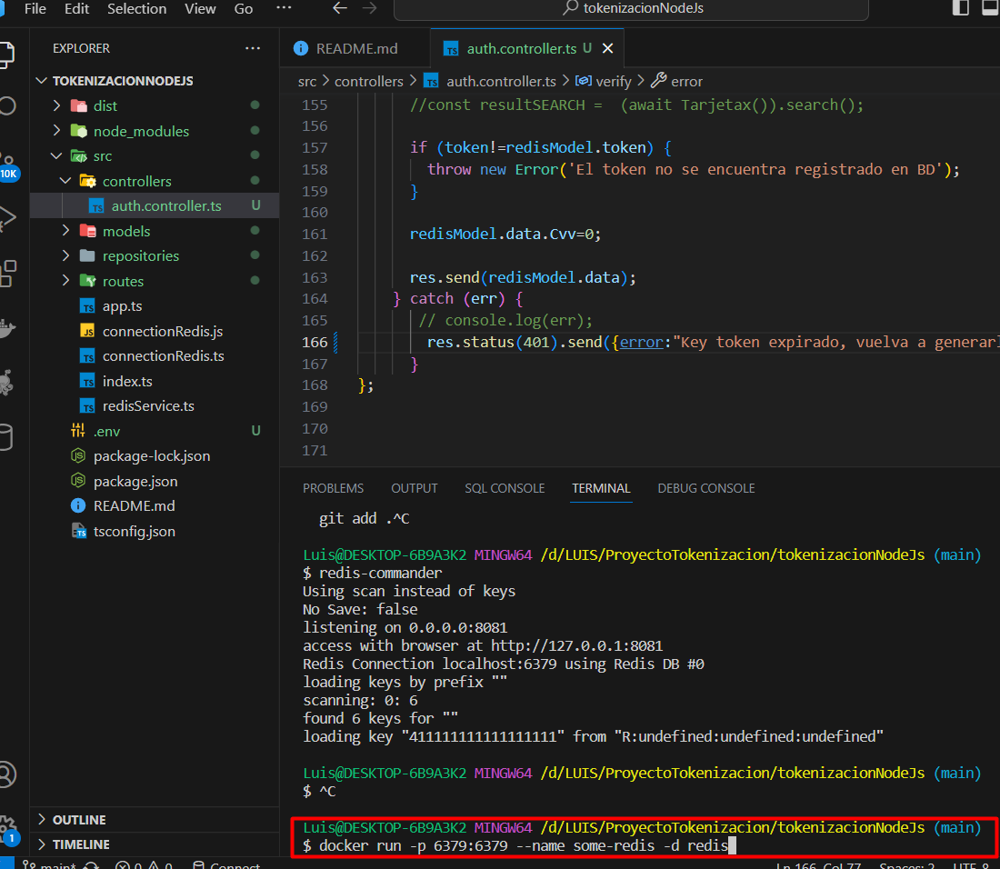 File Edit Selection View Go ···
tokenizacionNodeJs
EXPLORER ···
TOKENIZACIONNODEJS
dist
node_modules
src
controllers
auth.controller.ts U
models
repositories
routes
app.ts
connectionRedis.js
connectionRedis.ts
index.ts
redisService.ts
.env U
package-lock.json
package.json
README.md
tsconfig.json
OUTLINE
TIMELINE
10K
1
README.md
auth.controller.ts U
src > controllers > auth.controller.ts > verify > error
155 //const resultSEARCH = (await Tarjetax()).search();
156
157 if (token!=redisModel.token) {
158 throw new Error('El token no se encuentra registrado en BD');
159 }
160
161 redisModel.data.Cvv=0;
162
163 res.send(redisModel.data);
164 } catch (err) {
165 // console.log(err);
166 res.status(401).send({error:"Key token expirado, vuelva a generarl
167 }
168 };
169
170
171
PROBLEMS OUTPUT SQL CONSOLE TERMINAL DEBUG CONSOLE
git add .^C
Luis@DESKTOP-6B9A3K2 MINGW64 /d/LUIS/ProyectoTokenizacion/tokenizacionNodeJs (main)
$ redis-commander
Using scan instead of keys
No Save: false
listening on 0.0.0.0:8081
access with browser at http://127.0.0.1:8081
Redis Connection localhost:6379 using Redis DB #0
loading keys by prefix ""
scanning: 0: 6
found 6 keys for ""
loading key "411111111111111111" from "R:undefined:undefined:undefined"
Luis@DESKTOP-6B9A3K2 MINGW64 /d/LUIS/ProyectoTokenizacion/tokenizacionNodeJs (main)
$ ^C
Luis@DESKTOP-6B9A3K2 MINGW64 /d/LUIS/ProyectoTokenizacion/tokenizacionNodeJs (main)
$ docker run -p 6379:6379 --name some-redis -d redis
main* 0 0 Connect Ln 166, Col 77 Spaces: 2 UTF-8